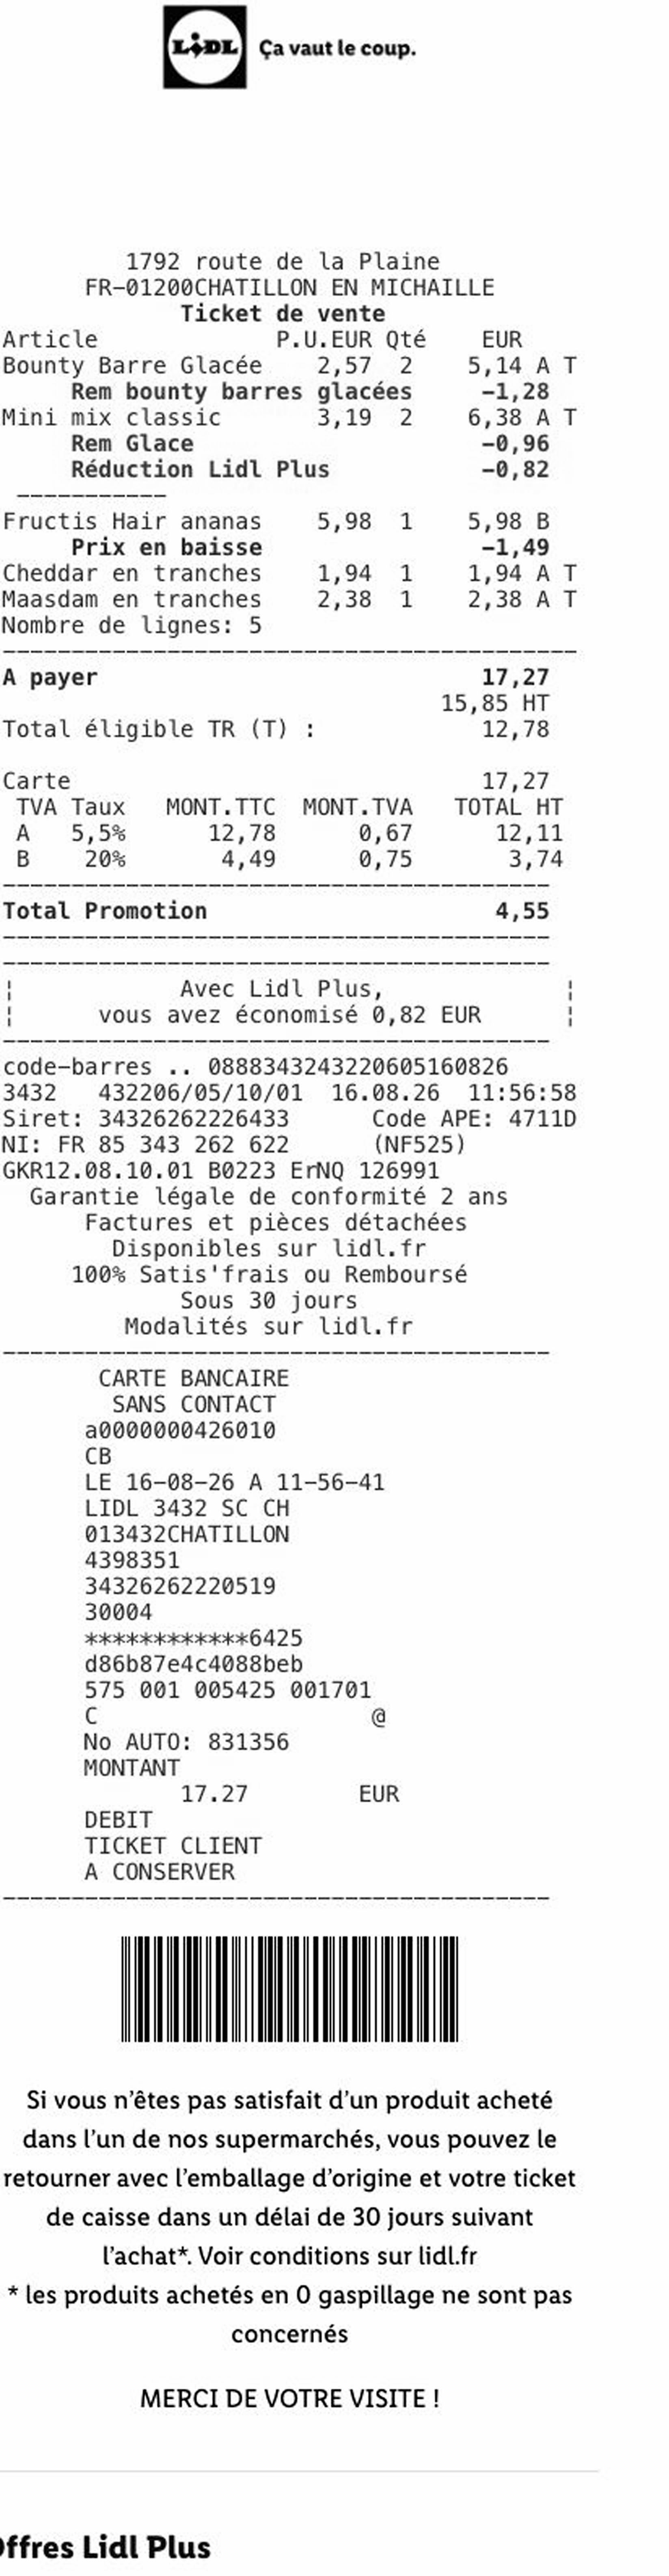 LIDL Ça vaut le coup.
1792 route de la Plaine
FR-01200CHATILLON EN MICHAILLE
Ticket de vente
Article P.U.EUR Qté EUR
Bounty Barre Glacée 2,57 2 5,14 A T
Rem bounty barres glacées -1,28
Mini mix classic 3,19 2 6,38 A T
Rem Glace -0,96
Réduction Lidl Plus -0,82
-----------
Fructis Hair ananas 5,98 1 5,98 B
Prix en baisse -1,49
Cheddar en tranches 1,94 1 1,94 A T
Maasdam en tranches 2,38 1 2,38 A T
Nombre de lignes: 5
------------------------------------------
A payer 17,27
15,85 HT
Total éligible TR (T) : 12,78
Carte 17,27
TVA Taux MONT.TTC MONT.TVA TOTAL HT
A 5,5% 12,78 0,67 12,11
B 20% 4,49 0,75 3,74
----------------------------------------
Total Promotion 4,55
----------------------------------------
----------------------------------------
¦ Avec Lidl Plus, ¦
¦ vous avez économisé 0,82 EUR ¦
----------------------------------------
code-barres .. 0888343243220605160826
3432 432206/05/10/01 16.08.26 11:56:58
Siret: 34326262226433 Code APE: 4711D
NI: FR 85 343 262 622 (NF525)
GKR12.08.10.01 B0223 ErNQ 126991
Garantie légale de conformité 2 ans
Factures et pièces détachées
Disponibles sur lidl.fr
100% Satis'frais ou Remboursé
Sous 30 jours
Modalités sur lidl.fr
----------------------------------------
CARTE BANCAIRE
SANS CONTACT
a0000000426010
CB
LE 16-08-26 A 11-56-41
LIDL 3432 SC CH
013432CHATILLON
4398351
34326262220519
30004
************6425
d86b87e4c4088beb
575 001 005425 001701
C @
No AUTO: 831356
MONTANT
17.27 EUR
DEBIT
TICKET CLIENT
A CONSERVER
----------------------------------------
Si vous n’êtes pas satisfait d’un produit acheté
dans l’un de nos supermarchés, vous pouvez le
retourner avec l’emballage d’origine et votre ticket
de caisse dans un délai de 30 jours suivant
l’achat*. Voir conditions sur lidl.fr
* les produits achetés en 0 gaspillage ne sont pas
concernés
MERCI DE VOTRE VISITE !
Offres Lidl Plus